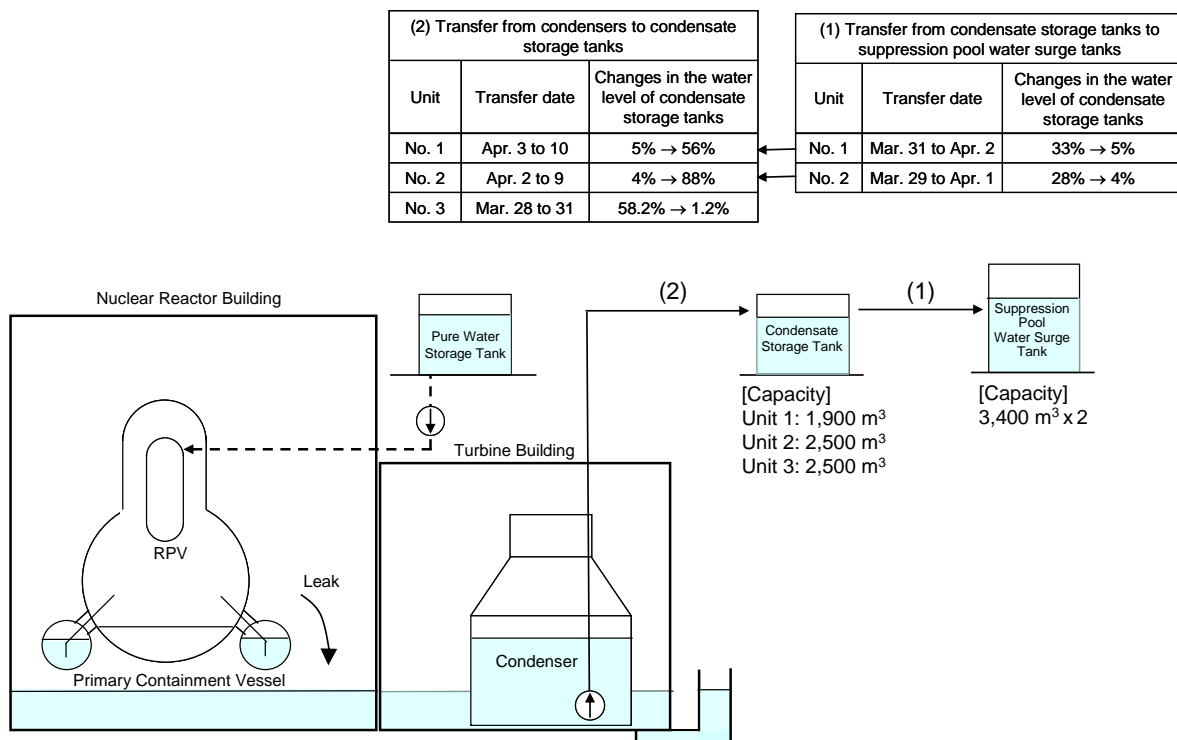 (2) Transfer from condensers to condensate
storage tanks
Unit
Transfer date
Changes in the water
level of condensate
storage tanks
No. 1
Apr. 3 to 10
5% → 56%
No. 2
Apr. 2 to 9
4% → 88%
No. 3
Mar. 28 to 31
58.2% → 1.2%
(1) Transfer from condensate storage tanks to
suppression pool water surge tanks
Unit
Transfer date
Changes in the water
level of condensate
storage tanks
No. 1
Mar. 31 to Apr. 2
33% → 5%
No. 2
Mar. 29 to Apr. 1
28% → 4%
Nuclear Reactor Building
Pure Water
Storage Tank
(2)
Condensate
Storage Tank
(1)
Suppression
Pool
Water Surge
Tank
[Capacity]
Unit 1: 1,900 m³
Unit 2: 2,500 m³
Unit 3: 2,500 m³
[Capacity]
3,400 m³ x 2
Turbine Building
RPV
Leak
Primary Containment Vessel
Condenser